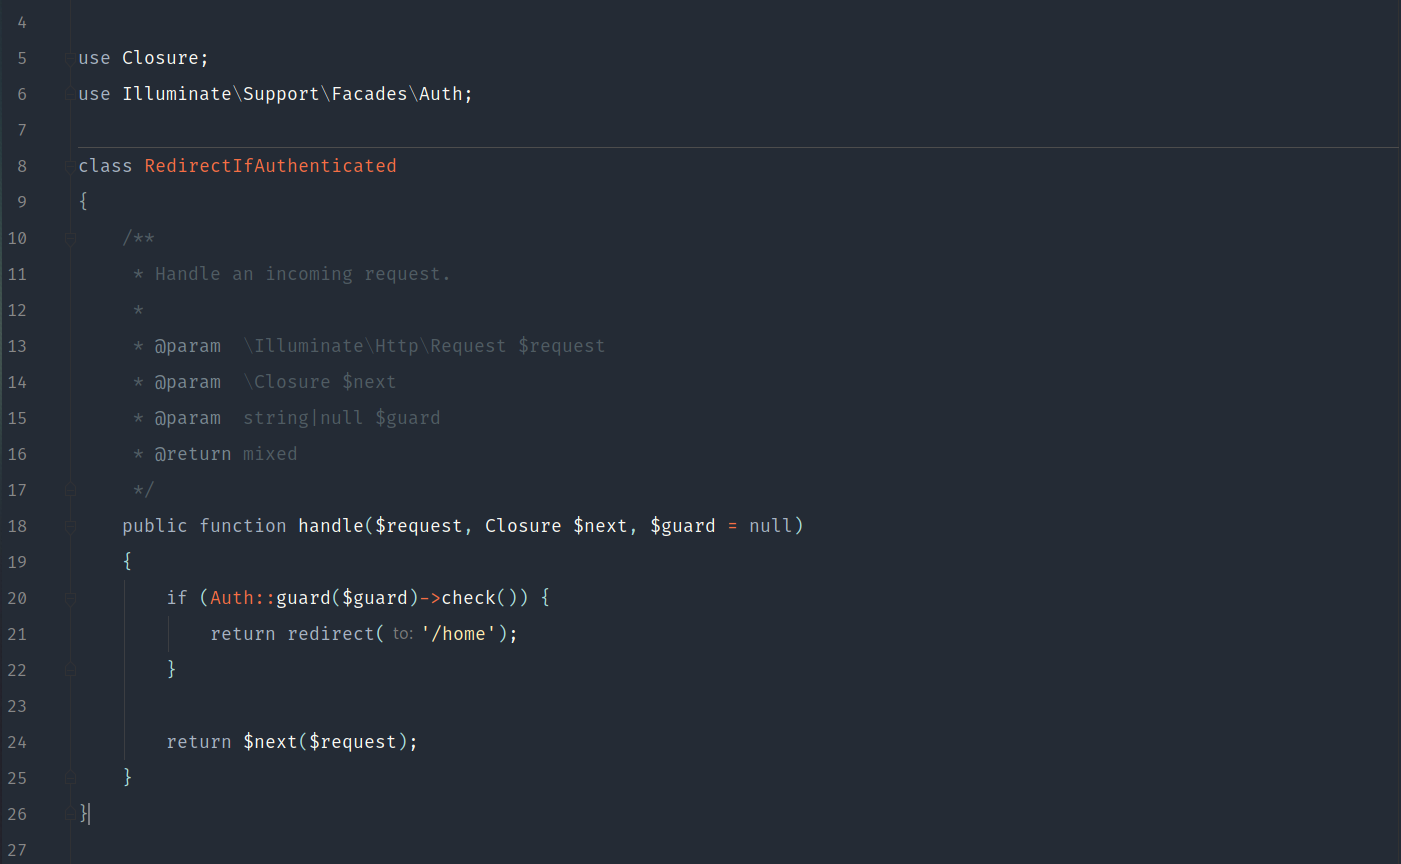 4
5 use Closure;
6 use Illuminate\Support\Facades\Auth;
7
8 class RedirectIfAuthenticated
9 {
10     /**
11      * Handle an incoming request.
12      *
13      * @param  \Illuminate\Http\Request $request
14      * @param  \Closure $next
15      * @param  string|null $guard
16      * @return mixed
17      */
18     public function handle($request, Closure $next, $guard = null)
19     {
20         if (Auth::guard($guard)->check()) {
21             return redirect( to: '/home');
22         }
23
24         return $next($request);
25     }
26 }
27